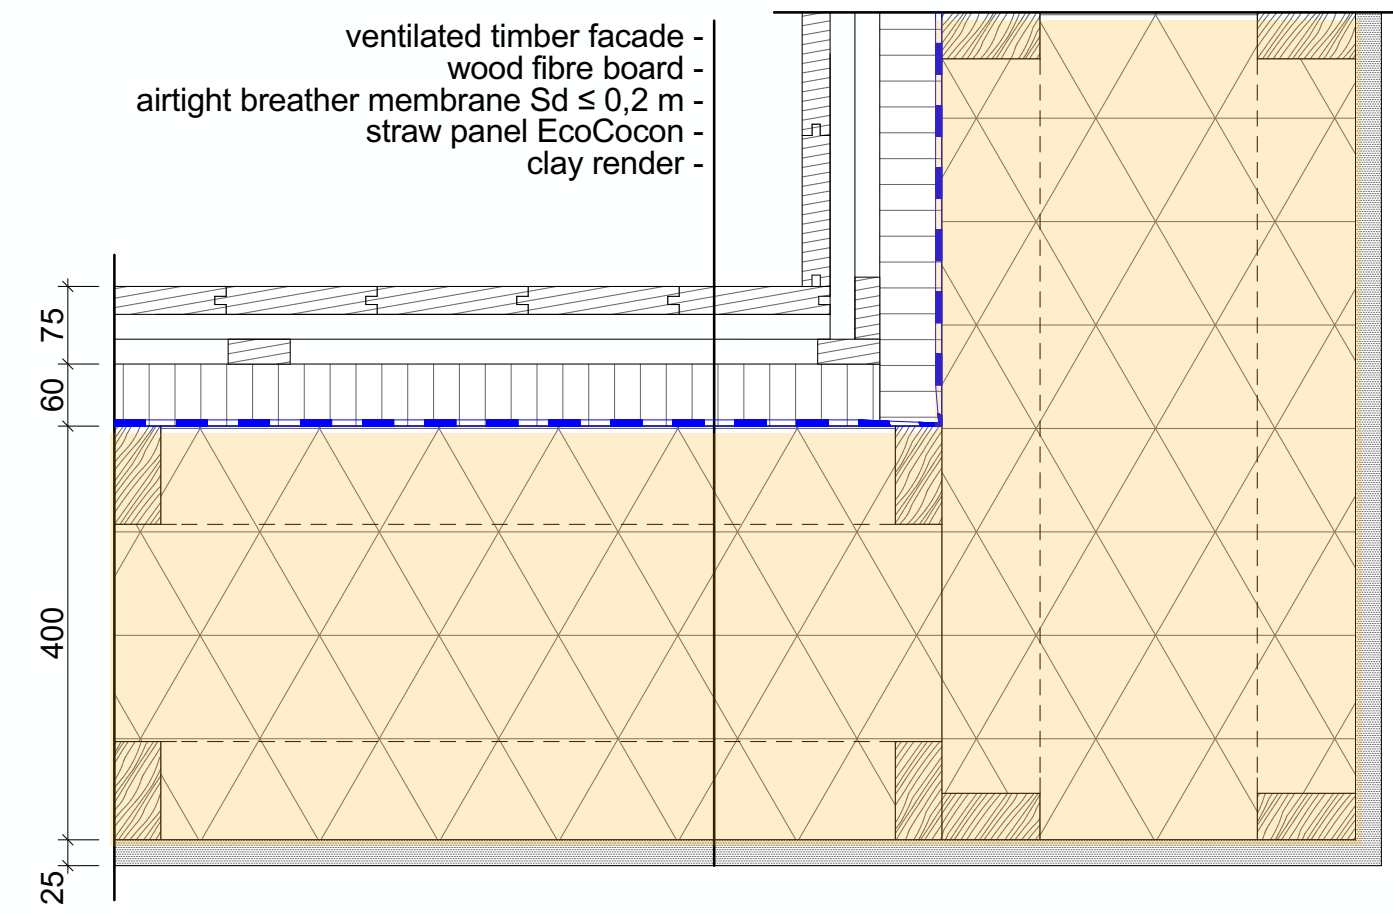 ventilated timber facade -
wood fibre board -
airtight breather membrane Sd ≤ 0,2 m -
straw panel EcoCocon -
clay render -
75
60
400
25